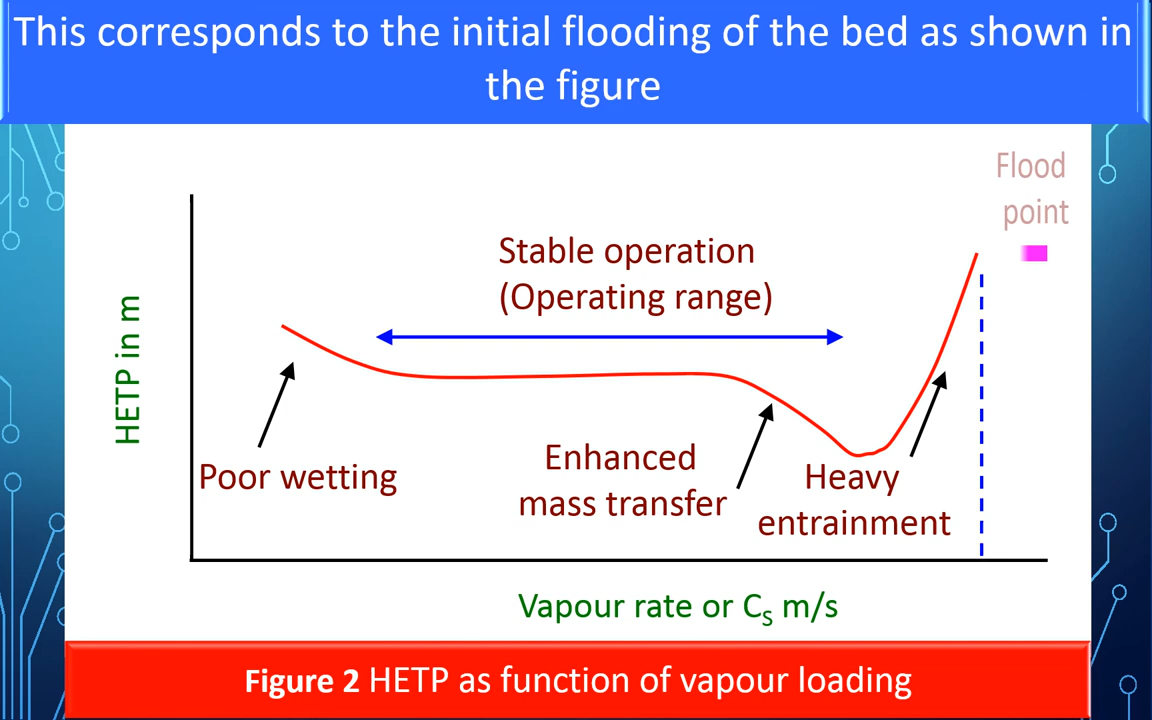 This corresponds to the initial flooding of the bed as shown in
the figure
Flood
point
Stable operation
(Operating range)
HETP in m
Poor wetting
Enhanced
mass transfer
Heavy
entrainment
Vapour rate or Cₛ m/s
Figure 2 HETP as function of vapour loading